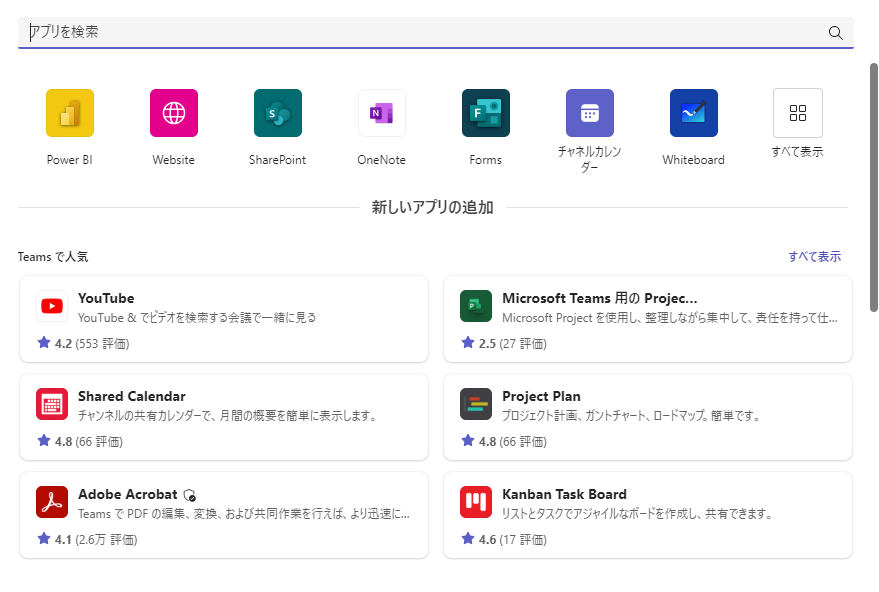 アプリを検索
Power BI
Website
SharePoint
OneNote
Forms
チャネルカレン
ダー
Whiteboard
すべて表示
新しいアプリの追加
Teams で人気
すべて表示
YouTube
YouTube & でビデオを検索する会議で一緒に見る
4.2 (553 評価)
Microsoft Teams 用の Projec...
Microsoft Project を使用し、整理しながら集中して、責任を持って仕...
2.5 (27 評価)
Shared Calendar
チャンネルの共有カレンダーで、月間の概要を簡単に表示します。
4.8 (66 評価)
Project Plan
プロジェクト計画、ガントチャート、ロードマップ。簡単です。
4.8 (66 評価)
Adobe Acrobat
Teams で PDF の編集、変換、および共同作業を行えば、より迅速に...
4.1 (2.6万 評価)
Kanban Task Board
リストとタスクでアジャイルなボードを作成し、共有できます。
4.6 (17 評価)